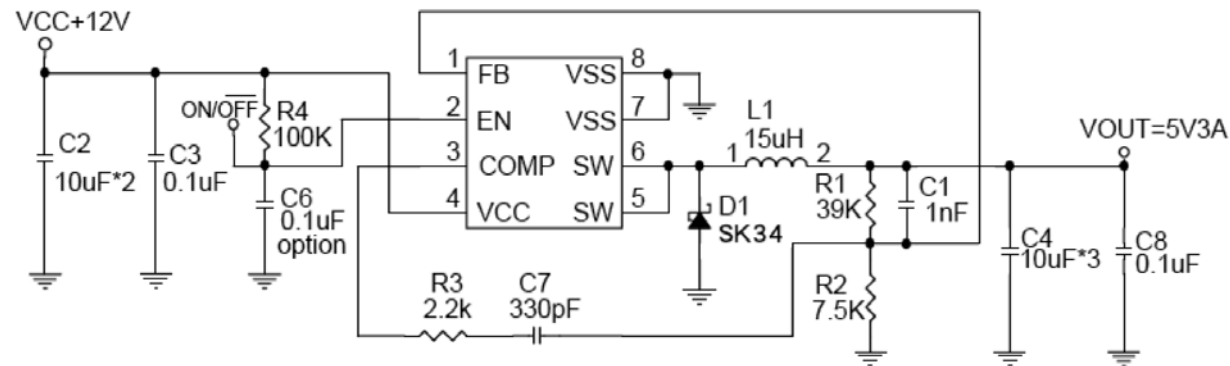 VCC+12V
C2
10uF*2
C3
0.1uF
ON/OFF
R4
100K
C6
0.1uF
option
1
FB
2
EN
3
COMP
4
VCC
VSS
8
VSS
7
SW
6
SW
5
L1
15uH
1
2
D1
SK34
R1
39K
C1
1nF
R2
7.5K
R3
2.2k
C7
330pF
C4
10uF*3
VOUT=5V3A
C8
0.1uF